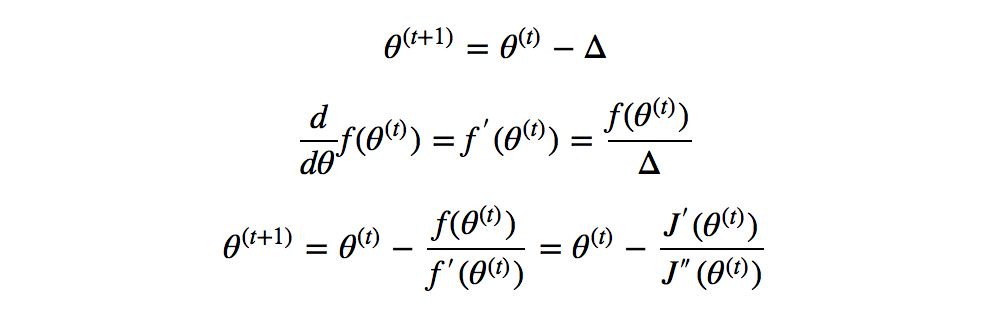 θ^(t+1) = θ^(t) − Δ
d/dθ f(θ^(t)) = f′(θ^(t)) = f(θ^(t))/Δ
θ^(t+1) = θ^(t) − f(θ^(t))/f′(θ^(t)) = θ^(t) − J′(θ^(t))/J″(θ^(t))